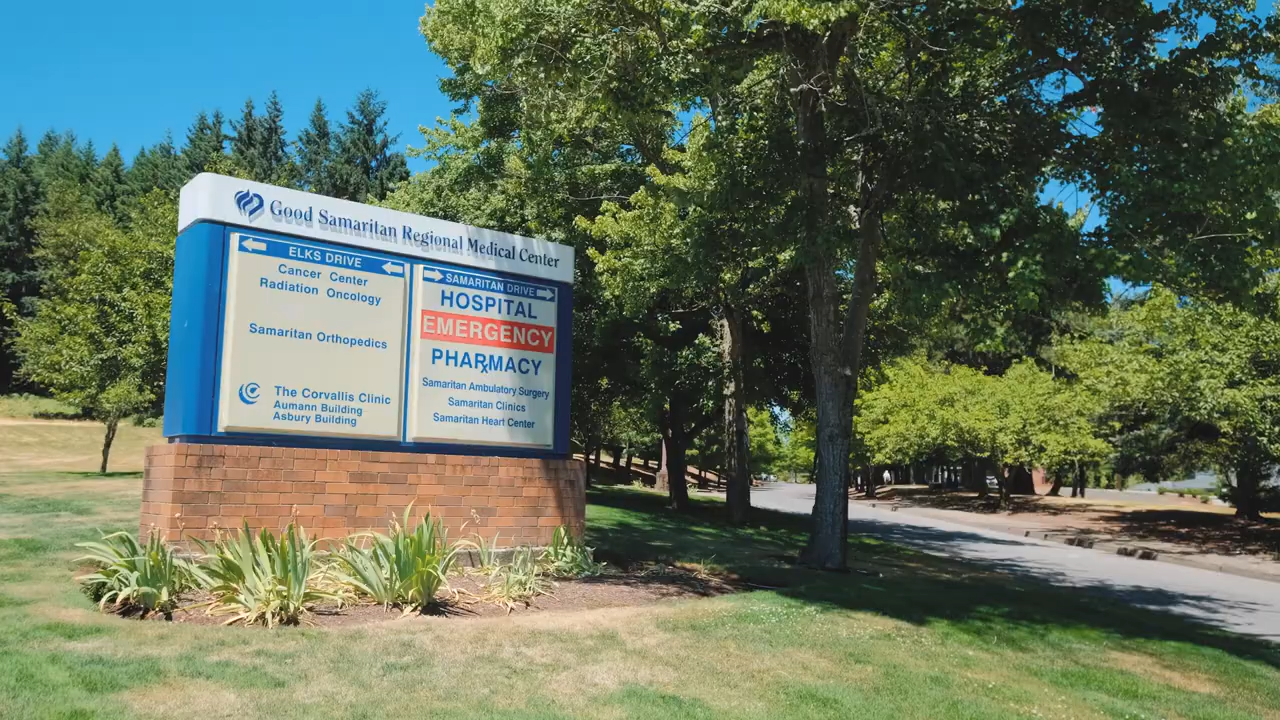 Good Samaritan Regional Medical Center
ELKS DRIVE
Cancer Center
Radiation Oncology
Samaritan Orthopedics
The Corvallis Clinic
Aumann Building
Asbury Building
SAMARITAN DRIVE
HOSPITAL
EMERGENCY
PHARMACY
Samaritan Ambulatory Surgery
Samaritan Clinics
Samaritan Heart Center